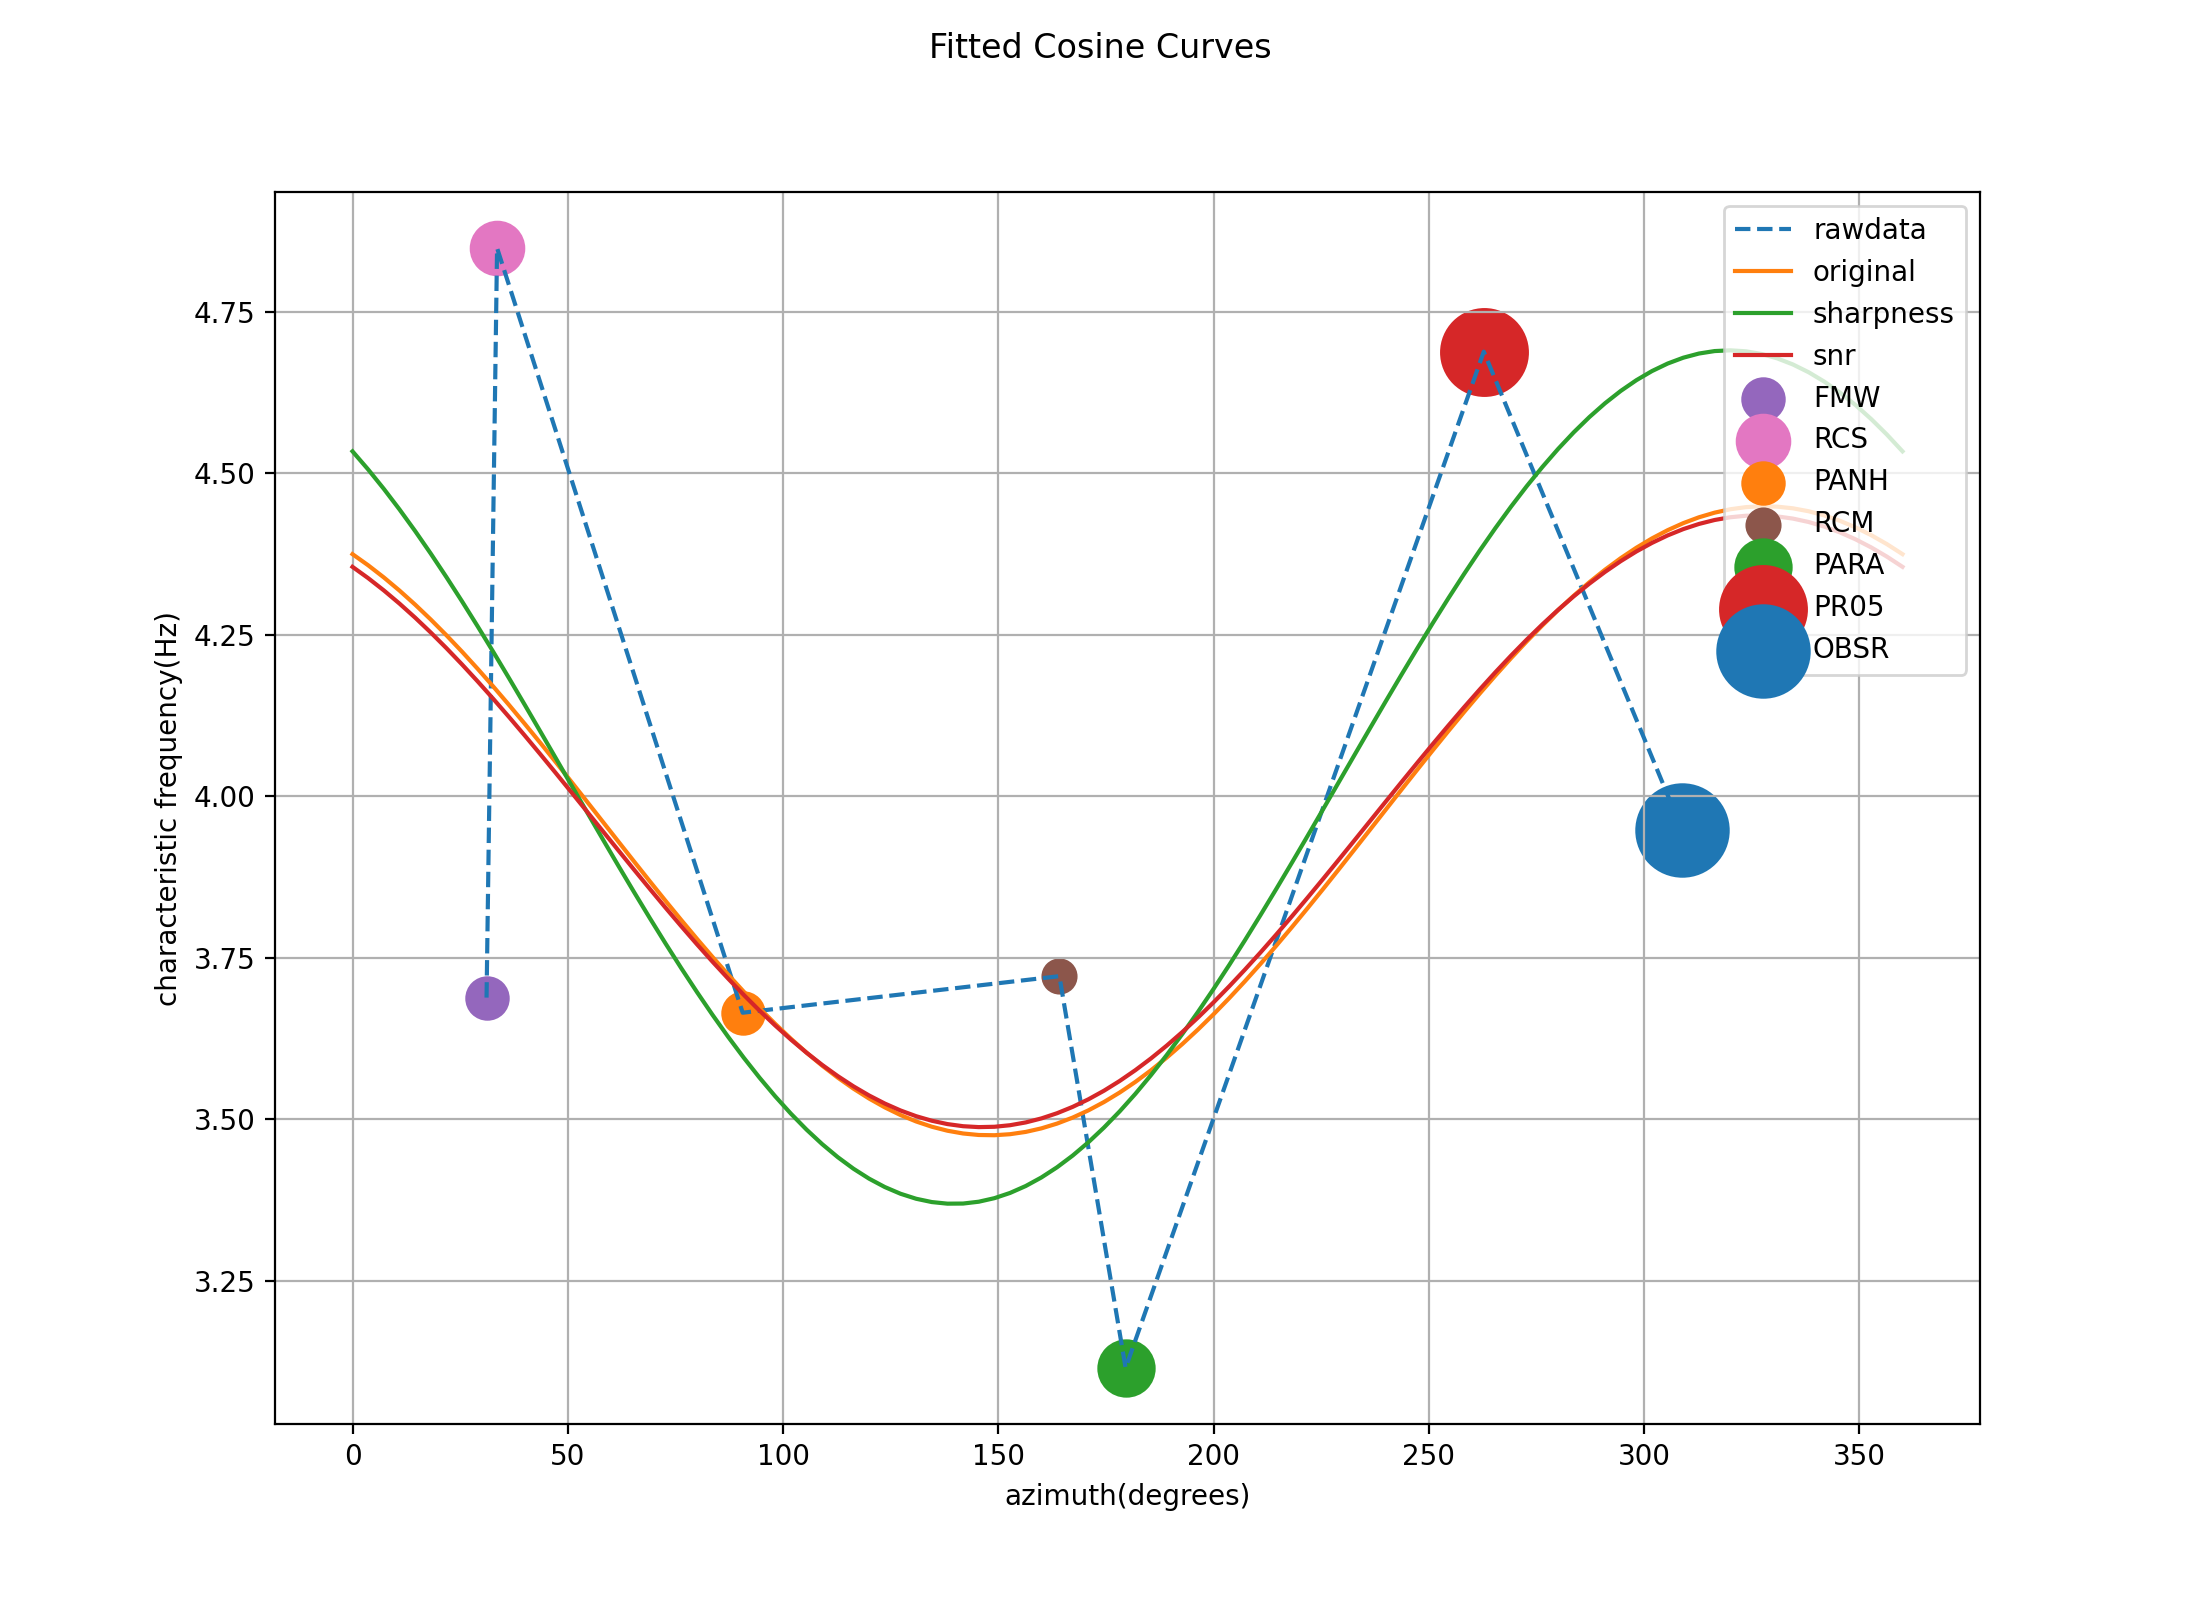 Fitted Cosine Curves
rawdata
original
sharpness
snr
FMW
RCS
PANH
RCM
PARA
PR05
OBSR
characteristic frequency(Hz)
4.75
4.50
4.25
4.00
3.75
3.50
3.25
0 50 100 150 200 250 300 350
azimuth(degrees)